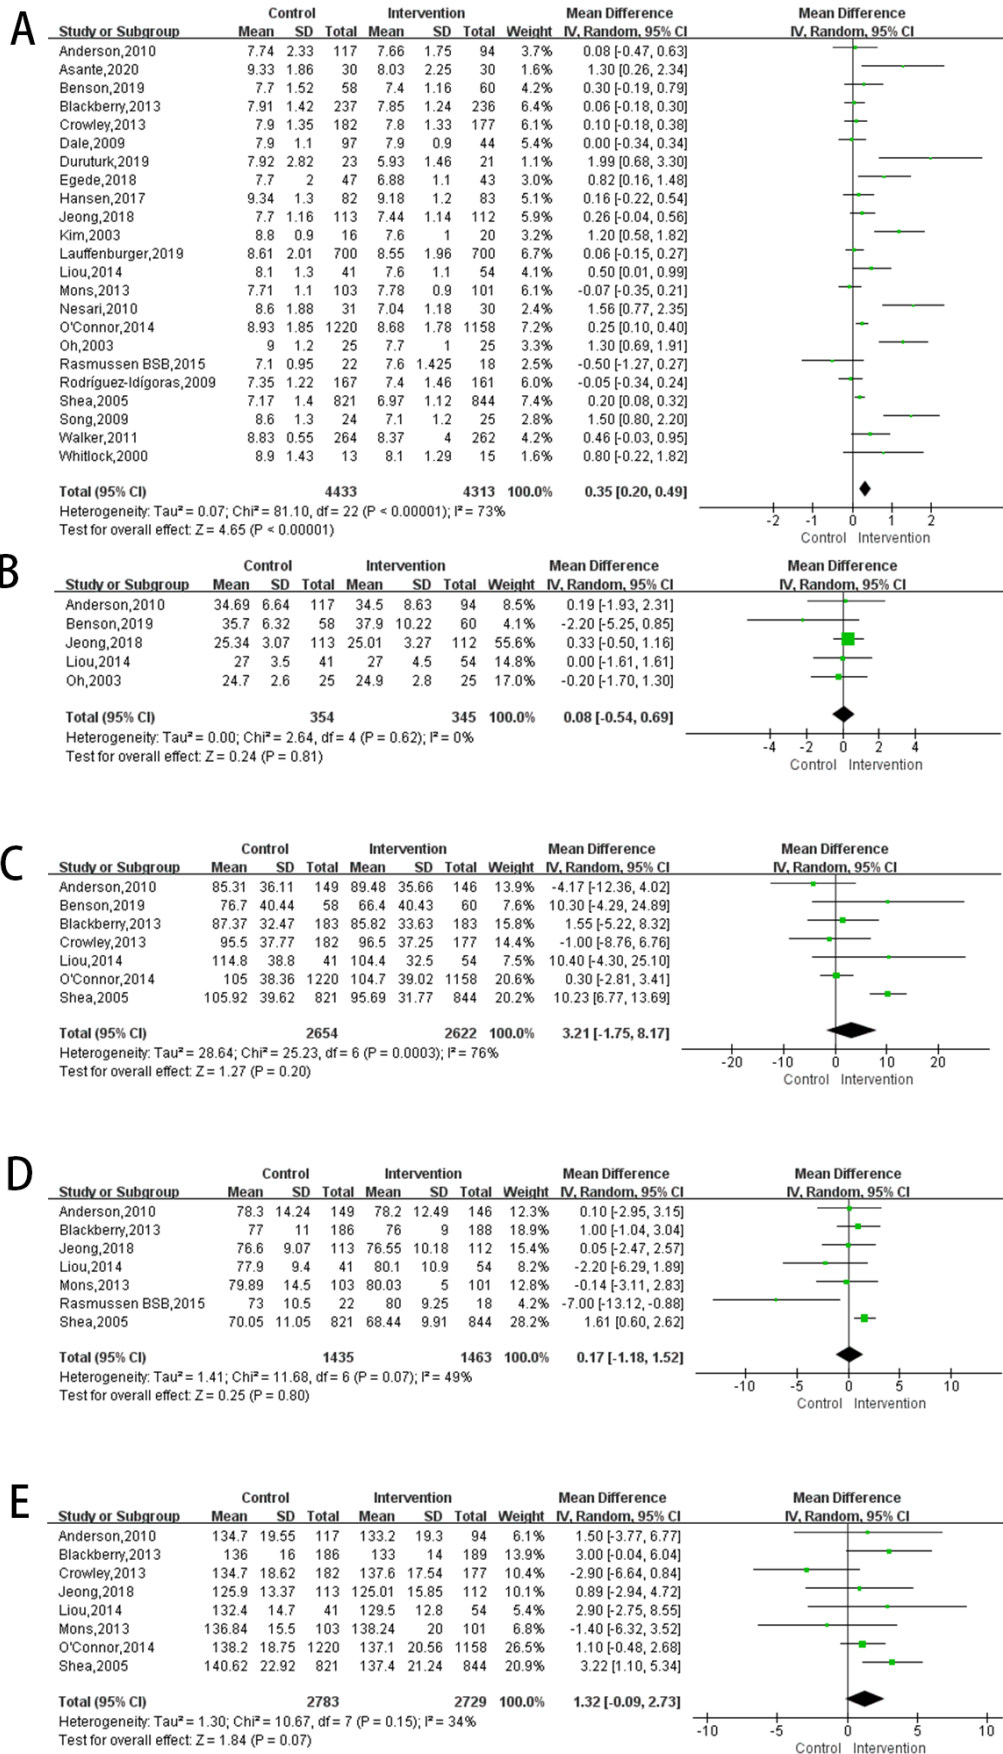 A
Control Intervention Mean Difference Mean Difference
Study or Subgroup Mean SD Total Mean SD Total Weight IV, Random, 95% CI IV, Random, 95% CI
Anderson,2010 7.74 2.33 117 7.66 1.75 94 3.7% 0.08 [-0.47, 0.63]
Asante,2020 9.33 1.86 30 8.03 2.25 30 1.6% 1.30 [0.26, 2.34]
Benson,2019 7.7 1.52 58 7.4 1.16 60 4.2% 0.30 [-0.19, 0.79]
Blackberry,2013 7.91 1.42 237 7.85 1.24 236 6.4% 0.06 [-0.18, 0.30]
Crowley,2013 7.9 1.35 182 7.8 1.33 177 6.1% 0.10 [-0.18, 0.38]
Dale,2009 7.9 1.1 97 7.9 0.9 44 5.4% 0.00 [-0.34, 0.34]
Duruturk,2019 7.92 2.82 23 5.93 1.46 21 1.1% 1.99 [0.68, 3.30]
Egede,2018 7.7 2 47 6.88 1.1 43 3.0% 0.82 [0.16, 1.48]
Hansen,2017 9.34 1.3 82 9.18 1.2 83 5.1% 0.16 [-0.22, 0.54]
Jeong,2018 7.7 1.16 113 7.44 1.14 112 5.9% 0.26 [-0.04, 0.56]
Kim,2003 8.8 0.9 16 7.6 1 20 3.2% 1.20 [0.58, 1.82]
Lauffenburger,2019 8.61 2.01 700 8.55 1.96 700 6.7% 0.06 [-0.15, 0.27]
Liou,2014 8.1 1.3 41 7.6 1.1 54 4.1% 0.50 [0.01, 0.99]
Mons,2013 7.71 1.1 103 7.78 0.9 101 6.1% -0.07 [-0.35, 0.21]
Nesari,2010 8.6 1.88 31 7.04 1.18 30 2.4% 1.56 [0.77, 2.35]
O'Connor,2014 8.93 1.85 1220 8.68 1.78 1158 7.2% 0.25 [0.10, 0.40]
Oh,2003 9 1.2 25 7.7 1 25 3.3% 1.30 [0.69, 1.91]
Rasmussen BSB,2015 7.1 0.95 22 7.6 1.425 18 2.5% -0.50 [-1.27, 0.27]
Rodríguez-Idígoras,2009 7.35 1.22 167 7.4 1.46 161 6.0% -0.05 [-0.34, 0.24]
Shea,2005 7.17 1.4 821 6.97 1.12 844 7.4% 0.20 [0.08, 0.32]
Song,2009 8.6 1.3 24 7.1 1.2 25 2.8% 1.50 [0.80, 2.20]
Walker,2011 8.83 0.55 264 8.37 4 262 4.2% 0.46 [-0.03, 0.95]
Whitlock,2000 8.9 1.43 13 8.1 1.29 15 1.6% 0.80 [-0.22, 1.82]
Total (95% CI) 4433 4313 100.0% 0.35 [0.20, 0.49]
Heterogeneity: Tau² = 0.07; Chi² = 81.10, df = 22 (P < 0.00001); I² = 73%
Test for overall effect: Z = 4.65 (P < 0.00001)
-2 -1 0 1 2
Control Intervention
B
Control Intervention Mean Difference Mean Difference
Study or Subgroup Mean SD Total Mean SD Total Weight IV, Random, 95% CI IV, Random, 95% CI
Anderson,2010 34.69 6.64 117 34.5 8.63 94 8.5% 0.19 [-1.93, 2.31]
Benson,2019 35.7 6.32 58 37.9 10.22 60 4.1% -2.20 [-5.25, 0.85]
Jeong,2018 25.34 3.07 113 25.01 3.27 112 55.6% 0.33 [-0.50, 1.16]
Liou,2014 27 3.5 41 27 4.5 54 14.8% 0.00 [-1.61, 1.61]
Oh,2003 24.7 2.6 25 24.9 2.8 25 17.0% -0.20 [-1.70, 1.30]
Total (95% CI) 354 345 100.0% 0.08 [-0.54, 0.69]
Heterogeneity: Tau² = 0.00; Chi² = 2.64, df = 4 (P = 0.62); I² = 0%
Test for overall effect: Z = 0.24 (P = 0.81)
-4 -2 0 2 4
Control Intervention
C
Control Intervention Mean Difference Mean Difference
Study or Subgroup Mean SD Total Mean SD Total Weight IV, Random, 95% CI IV, Random, 95% CI
Anderson,2010 85.31 36.11 149 89.48 35.66 146 13.9% -4.17 [-12.36, 4.02]
Benson,2019 76.7 40.44 58 66.4 40.43 60 7.6% 10.30 [-4.29, 24.89]
Blackberry,2013 87.37 32.47 183 85.82 33.63 183 15.8% 1.55 [-5.22, 8.32]
Crowley,2013 95.5 37.77 182 96.5 37.25 177 14.4% -1.00 [-8.76, 6.76]
Liou,2014 114.8 38.8 41 104.4 32.5 54 7.5% 10.40 [-4.30, 25.10]
O'Connor,2014 105 38.36 1220 104.7 39.02 1158 20.6% 0.30 [-2.81, 3.41]
Shea,2005 105.92 39.62 821 95.69 31.77 844 20.2% 10.23 [6.77, 13.69]
Total (95% CI) 2654 2622 100.0% 3.21 [-1.75, 8.17]
Heterogeneity: Tau² = 28.64; Chi² = 25.23, df = 6 (P = 0.0003); I² = 76%
Test for overall effect: Z = 1.27 (P = 0.20)
-20 -10 0 10 20
Control Intervention
D
Control Intervention Mean Difference Mean Difference
Study or Subgroup Mean SD Total Mean SD Total Weight IV, Random, 95% CI IV, Random, 95% CI
Anderson,2010 78.3 14.24 149 78.2 12.49 146 12.3% 0.10 [-2.95, 3.15]
Blackberry,2013 77 11 186 76 9 188 18.9% 1.00 [-1.04, 3.04]
Jeong,2018 76.6 9.07 113 76.55 10.18 112 15.4% 0.05 [-2.47, 2.57]
Liou,2014 77.9 9.4 41 80.1 10.9 54 8.2% -2.20 [-6.29, 1.89]
Mons,2013 79.89 14.5 103 80.03 5 101 12.8% -0.14 [-3.11, 2.83]
Rasmussen BSB,2015 73 10.5 22 80 9.25 18 4.2% -7.00 [-13.12, -0.88]
Shea,2005 70.05 11.05 821 68.44 9.91 844 28.2% 1.61 [0.60, 2.62]
Total (95% CI) 1435 1463 100.0% 0.17 [-1.18, 1.52]
Heterogeneity: Tau² = 1.41; Chi² = 11.68, df = 6 (P = 0.07); I² = 49%
Test for overall effect: Z = 0.25 (P = 0.80)
-10 -5 0 5 10
Control Intervention
E
Control Intervention Mean Difference Mean Difference
Study or Subgroup Mean SD Total Mean SD Total Weight IV, Random, 95% CI IV, Random, 95% CI
Anderson,2010 134.7 19.55 117 133.2 19.3 94 6.1% 1.50 [-3.77, 6.77]
Blackberry,2013 136 16 186 133 14 189 13.9% 3.00 [-0.04, 6.04]
Crowley,2013 134.7 18.62 182 137.6 17.54 177 10.4% -2.90 [-6.64, 0.84]
Jeong,2018 125.9 13.37 113 125.01 15.85 112 10.1% 0.89 [-2.94, 4.72]
Liou,2014 132.4 14.7 41 129.5 12.8 54 5.4% 2.90 [-2.75, 8.55]
Mons,2013 136.84 15.5 103 138.24 20 101 6.8% -1.40 [-6.32, 3.52]
O'Connor,2014 138.2 18.75 1220 137.1 20.56 1158 26.5% 1.10 [-0.48, 2.68]
Shea,2005 140.62 22.92 821 137.4 21.24 844 20.9% 3.22 [1.10, 5.34]
Total (95% CI) 2783 2729 100.0% 1.32 [-0.09, 2.73]
Heterogeneity: Tau² = 1.30; Chi² = 10.67, df = 7 (P = 0.15); I² = 34%
Test for overall effect: Z = 1.84 (P = 0.07)
-10 -5 0 5 10
Control Intervention